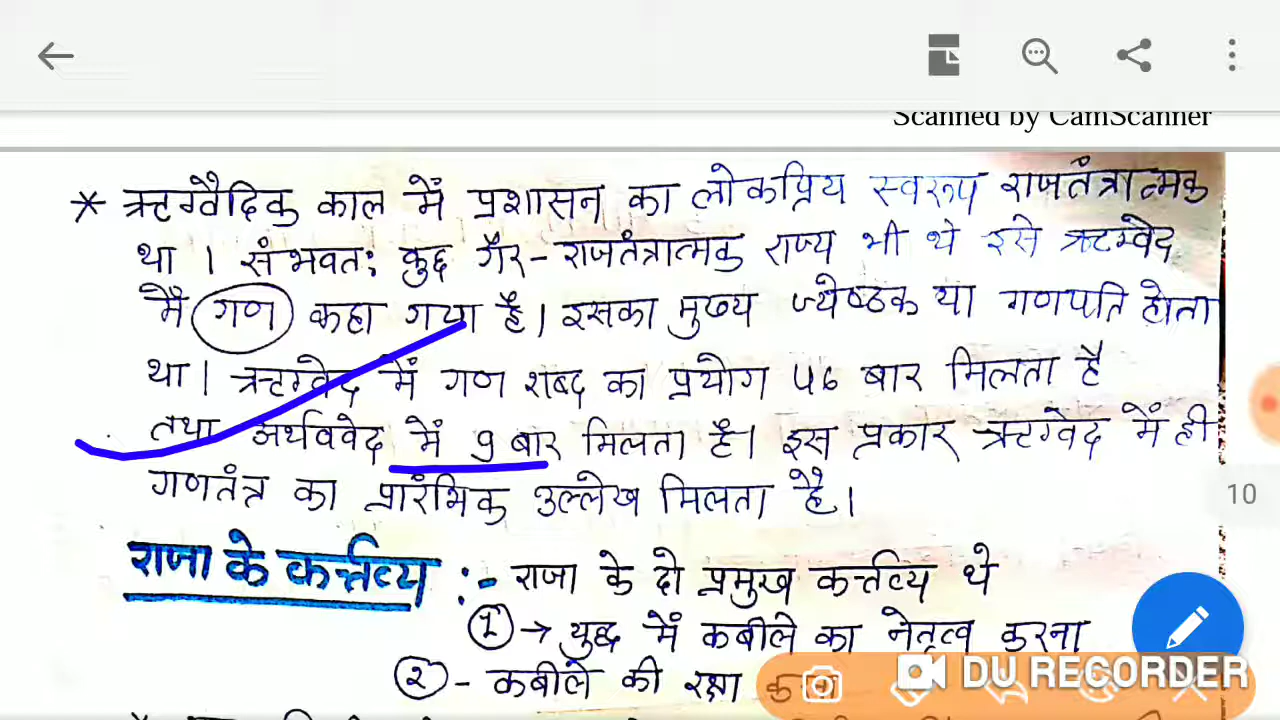 Scanned by CamScanner
* ऋग्वैदिक काल में प्रशासन का लोकप्रिय स्वरूप राजतंत्रात्मक
था। संभवतः कुछ गैर-राजतंत्रात्मक राज्य भी थे इसे ऋग्वेद
में गण कहा गया है। इसका मुख्य ज्येष्ठक या गणपति होता
था। ऋग्वेद में गण शब्द का प्रयोग 46 बार मिलता है
तथा अर्थववेद में 9 बार मिलता है। इस प्रकार ऋग्वेद में ही
गणतंत्र का प्रारंभिक उल्लेख मिलता है।
10
राजा के कर्त्तव्य :- राजा के दो प्रमुख कर्त्तव्य थे
1 → युद्ध में कबीले का नेतृत्व करना
2 - कबीले की रक्षा
DU RECORDER